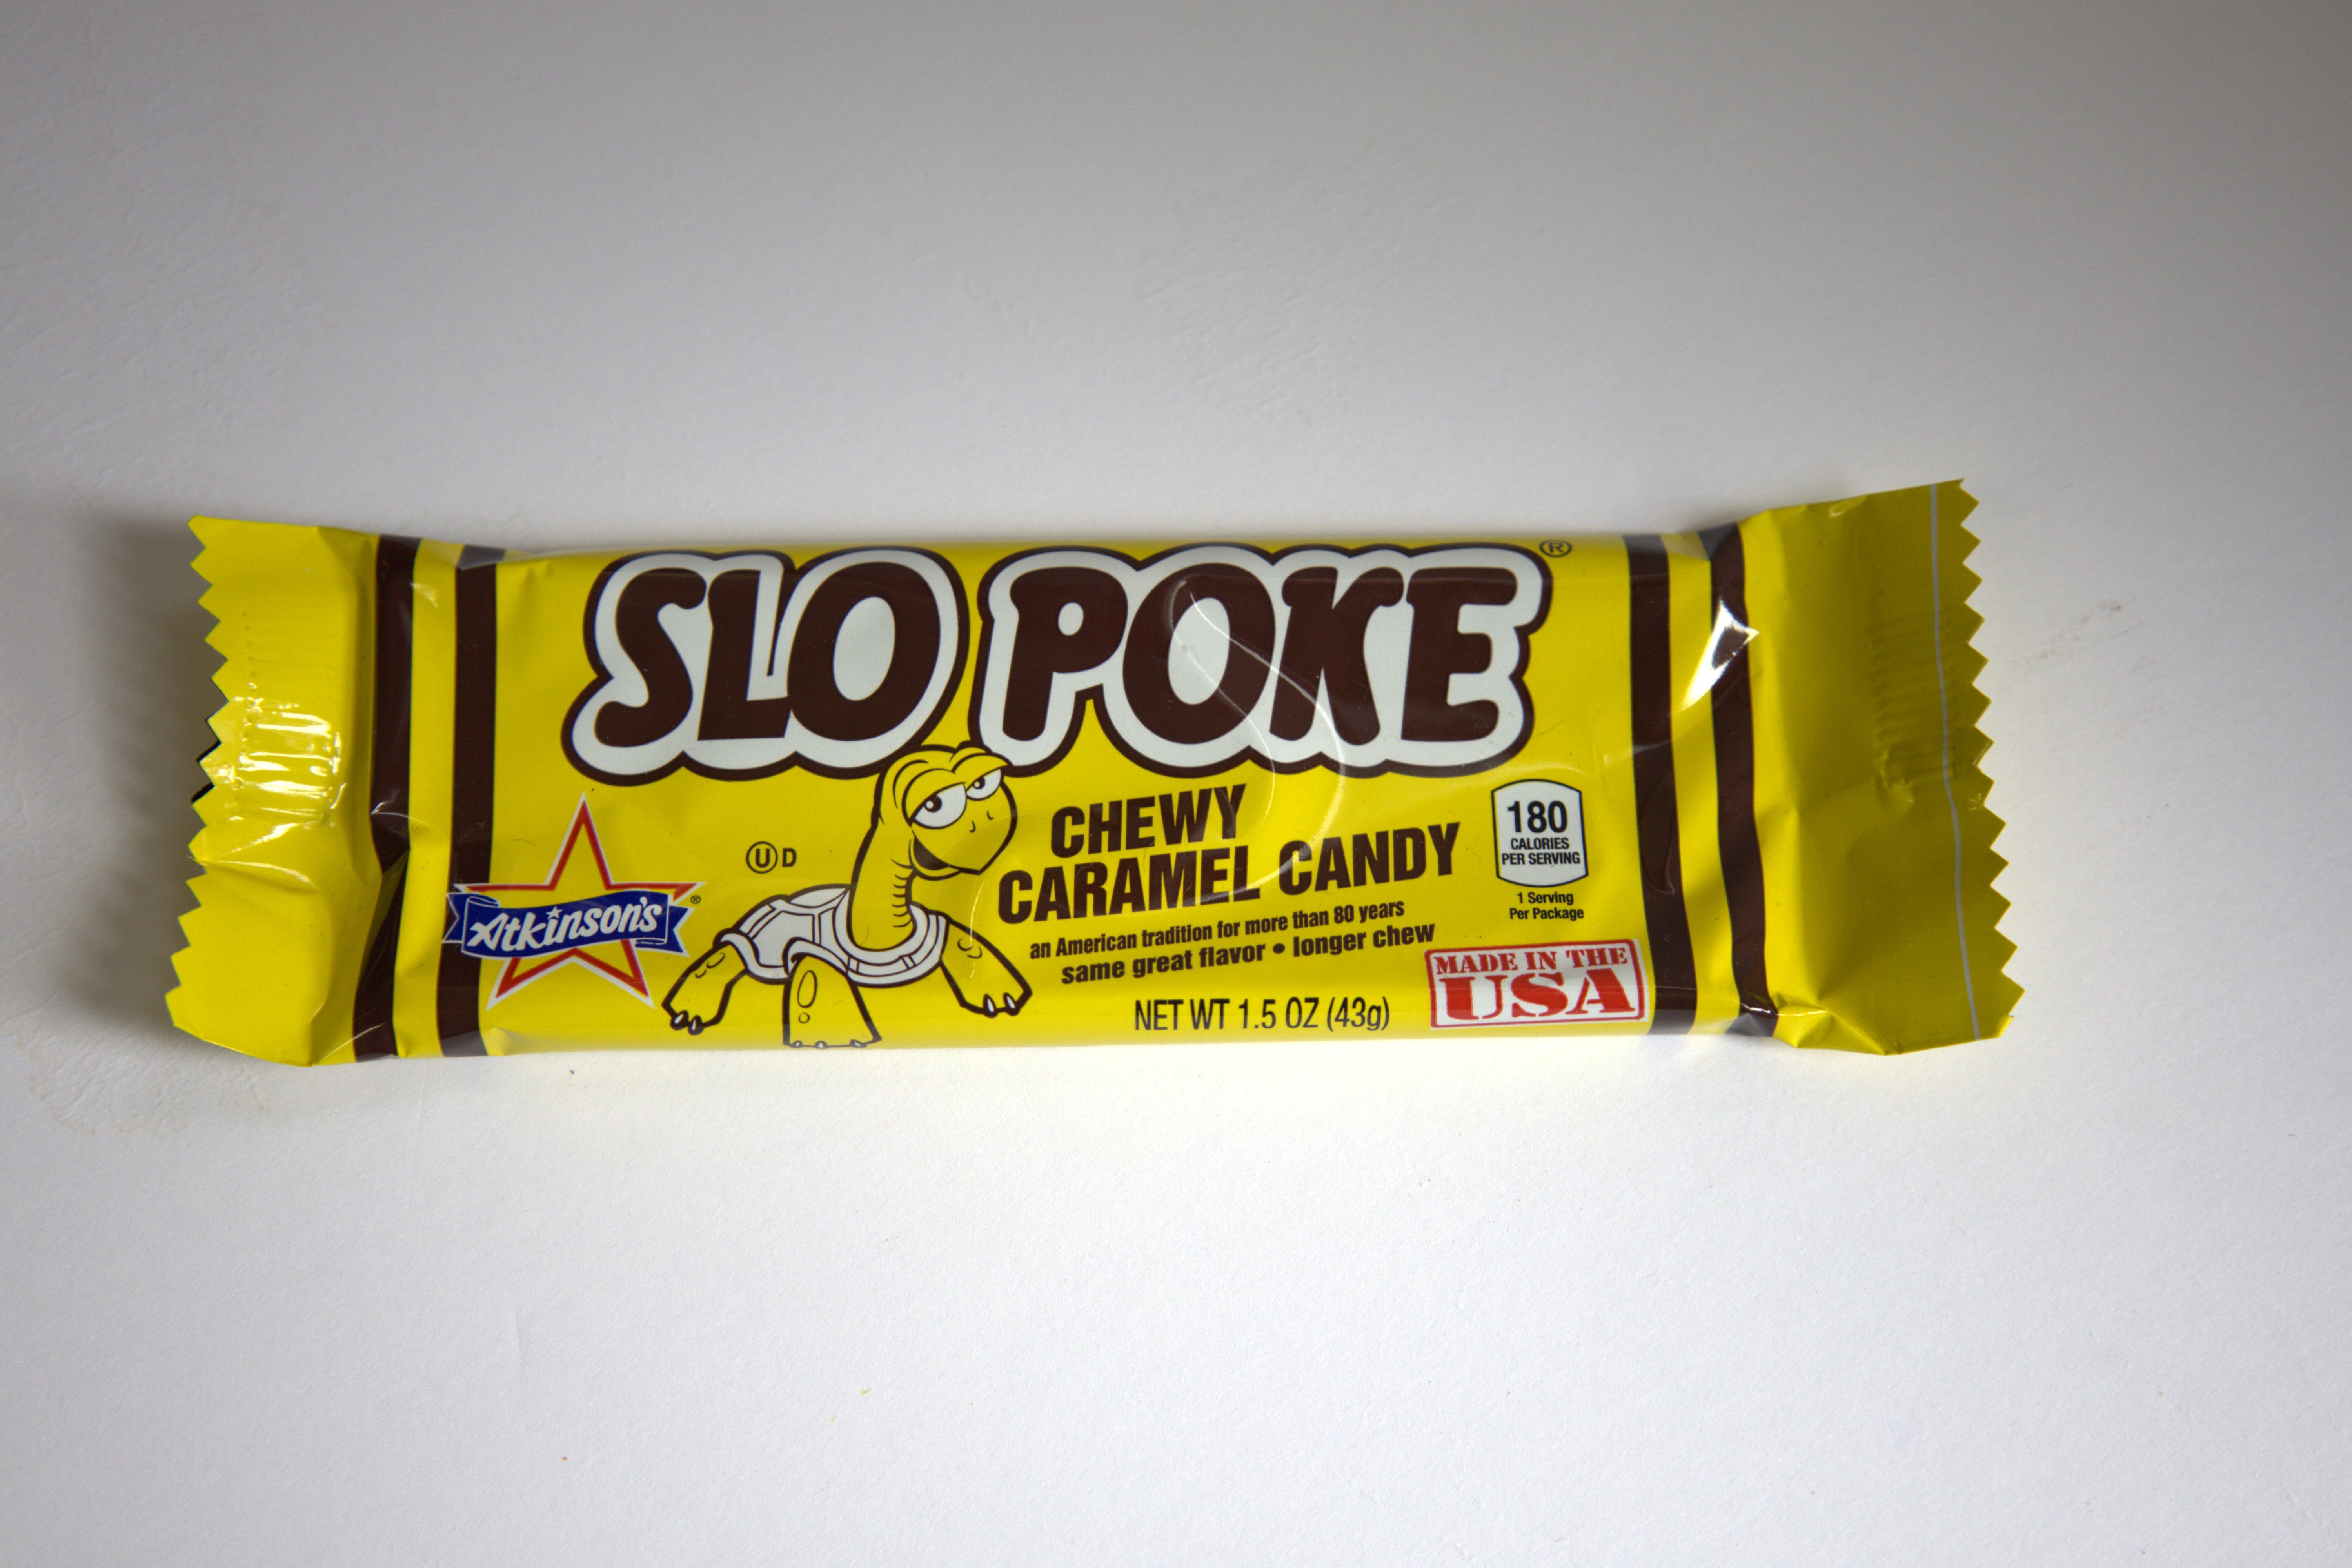 SLO POKE®
Atkinson's®
ⓊD
CHEWY
CARAMEL CANDY
an American tradition for more than 80 years
same great flavor • longer chew
NET WT 1.5 OZ (43g)
180
CALORIES
PER SERVING
1 Serving
Per Package
MADE IN THE
USA